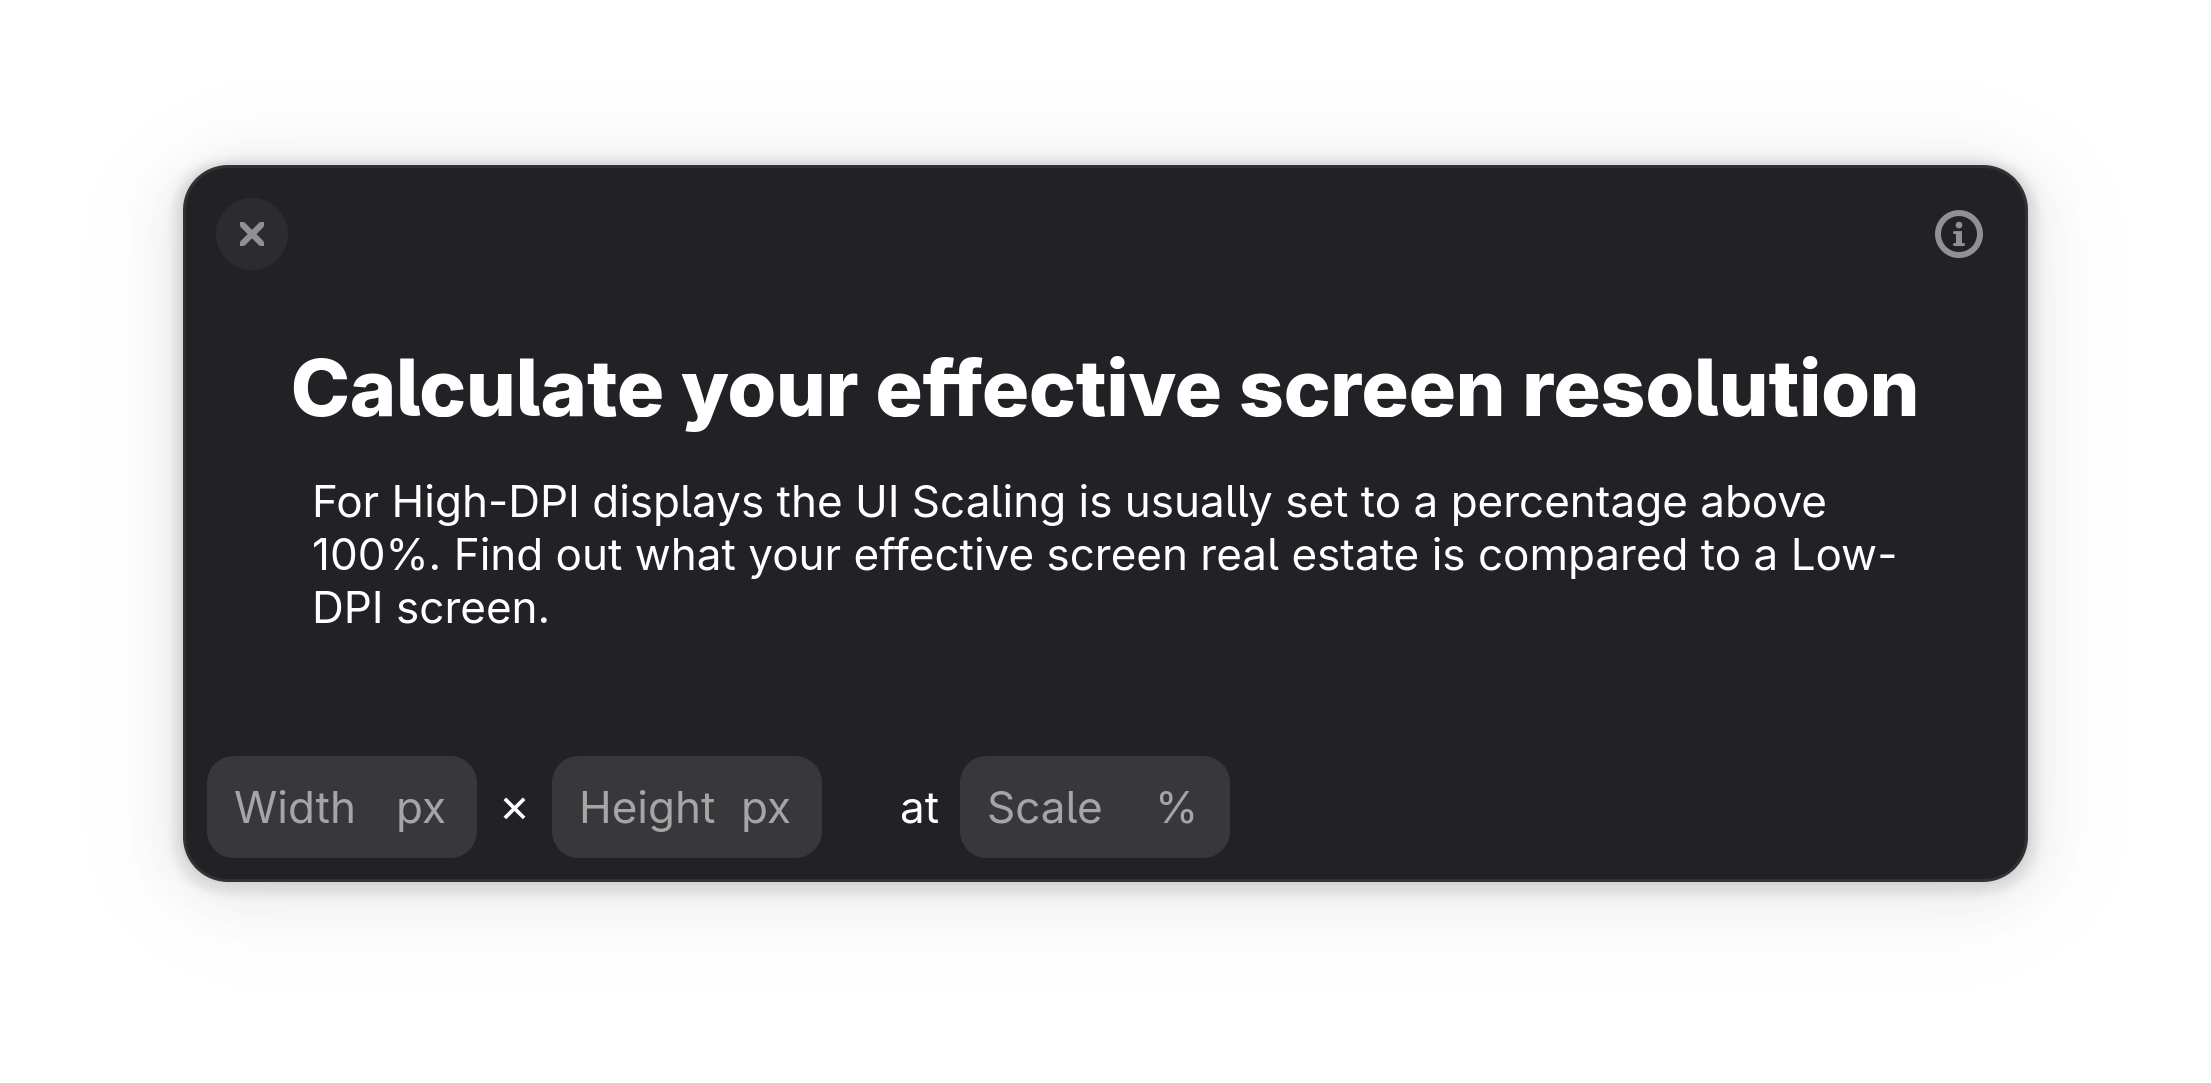 Calculate your effective screen resolution
For High-DPI displays the UI Scaling is usually set to a percentage above
100%. Find out what your effective screen real estate is compared to a Low-
DPI screen.
Width px × Height px at Scale %